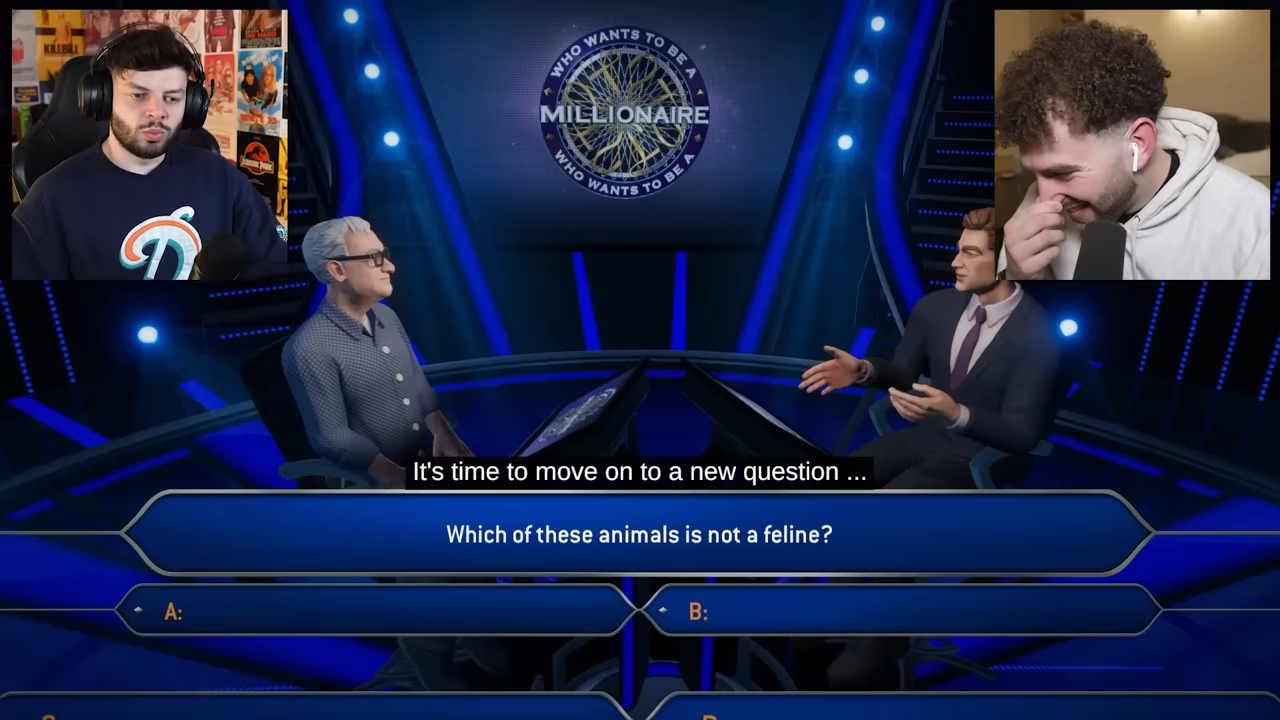 KILLBILL
WHO WANTS TO BE A
MILLIONAIRE
WHO WANTS TO BE A
It's time to move on to a new question ...
Which of these animals is not a feline?
A:
B: